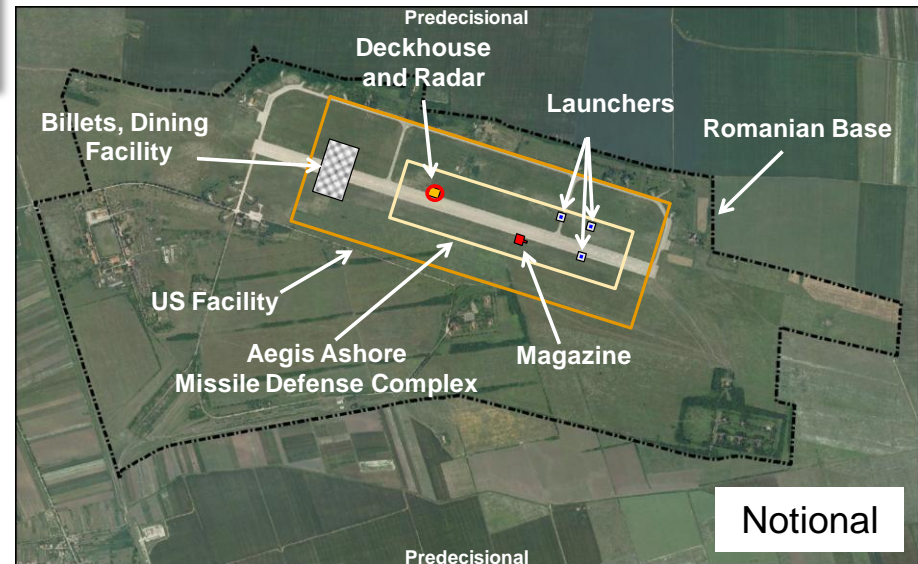 Predecisional
Deckhouse
and Radar
Launchers
Billets, Dining
Facility
Romanian Base
US Facility
Aegis Ashore
Missile Defense Complex
Magazine
Notional
Predecisional